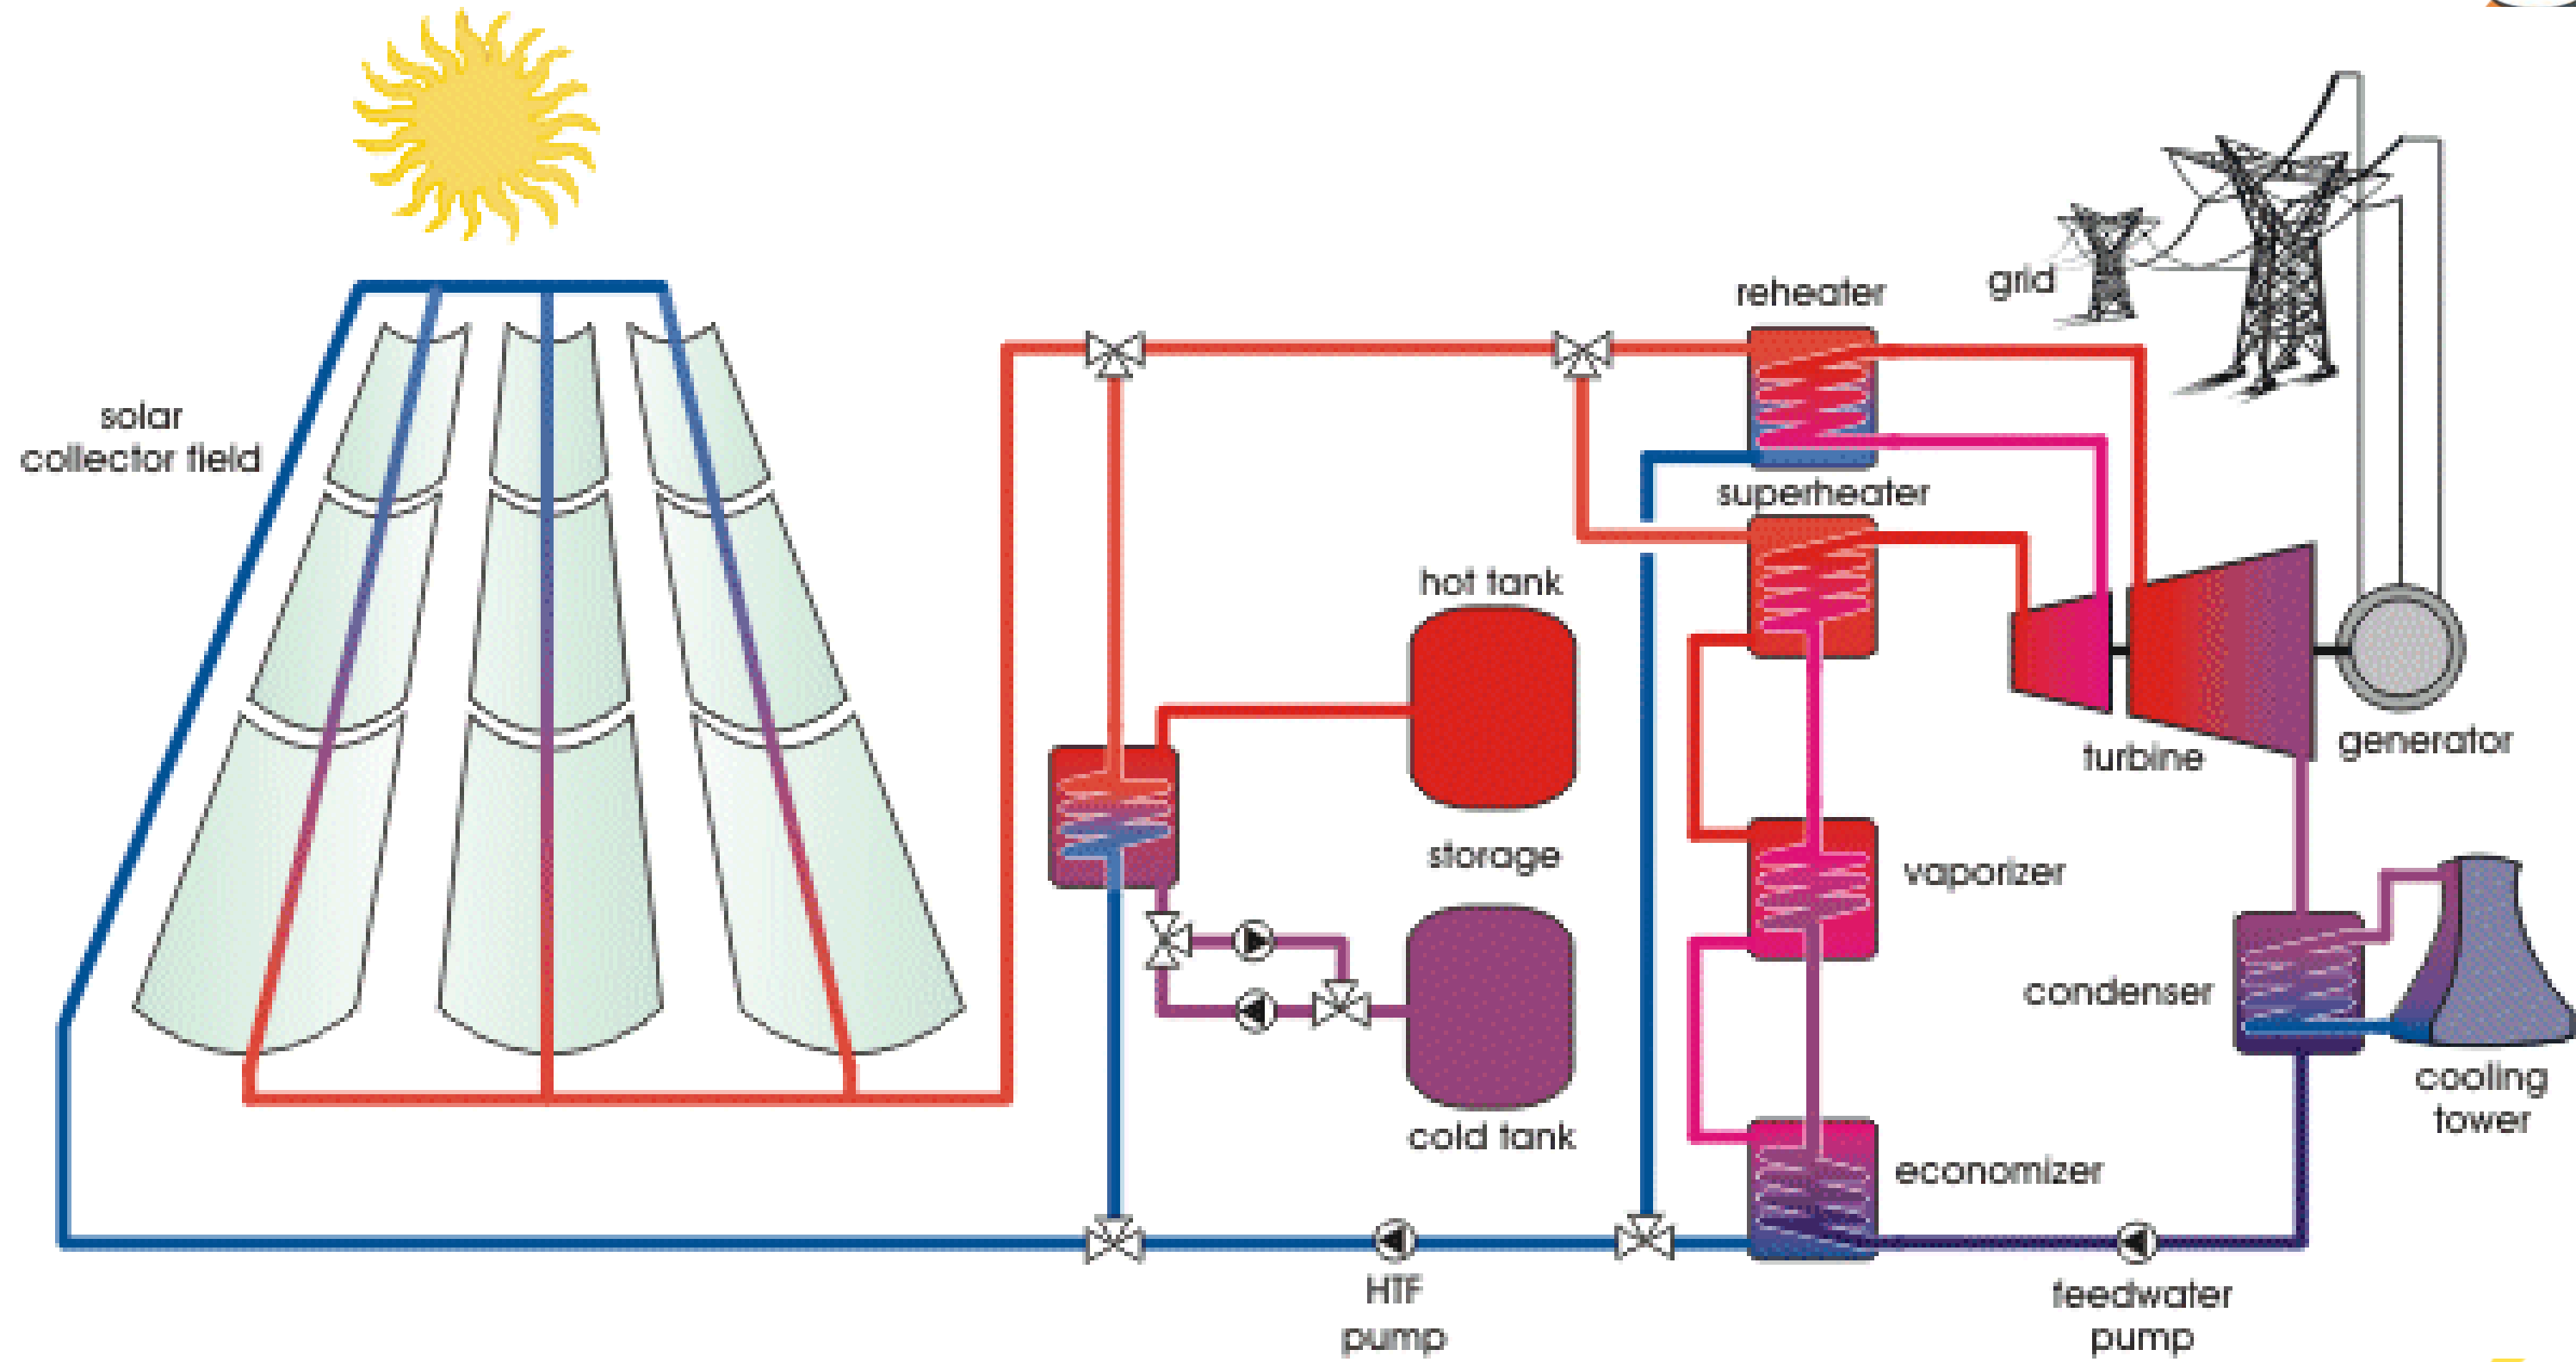 solar
collector field
reheater
grid
superheater
hot tank
storage
cold tank
vaporizer
economizer
turbine
generator
condenser
cooling
tower
HTF
pump
feedwater
pump